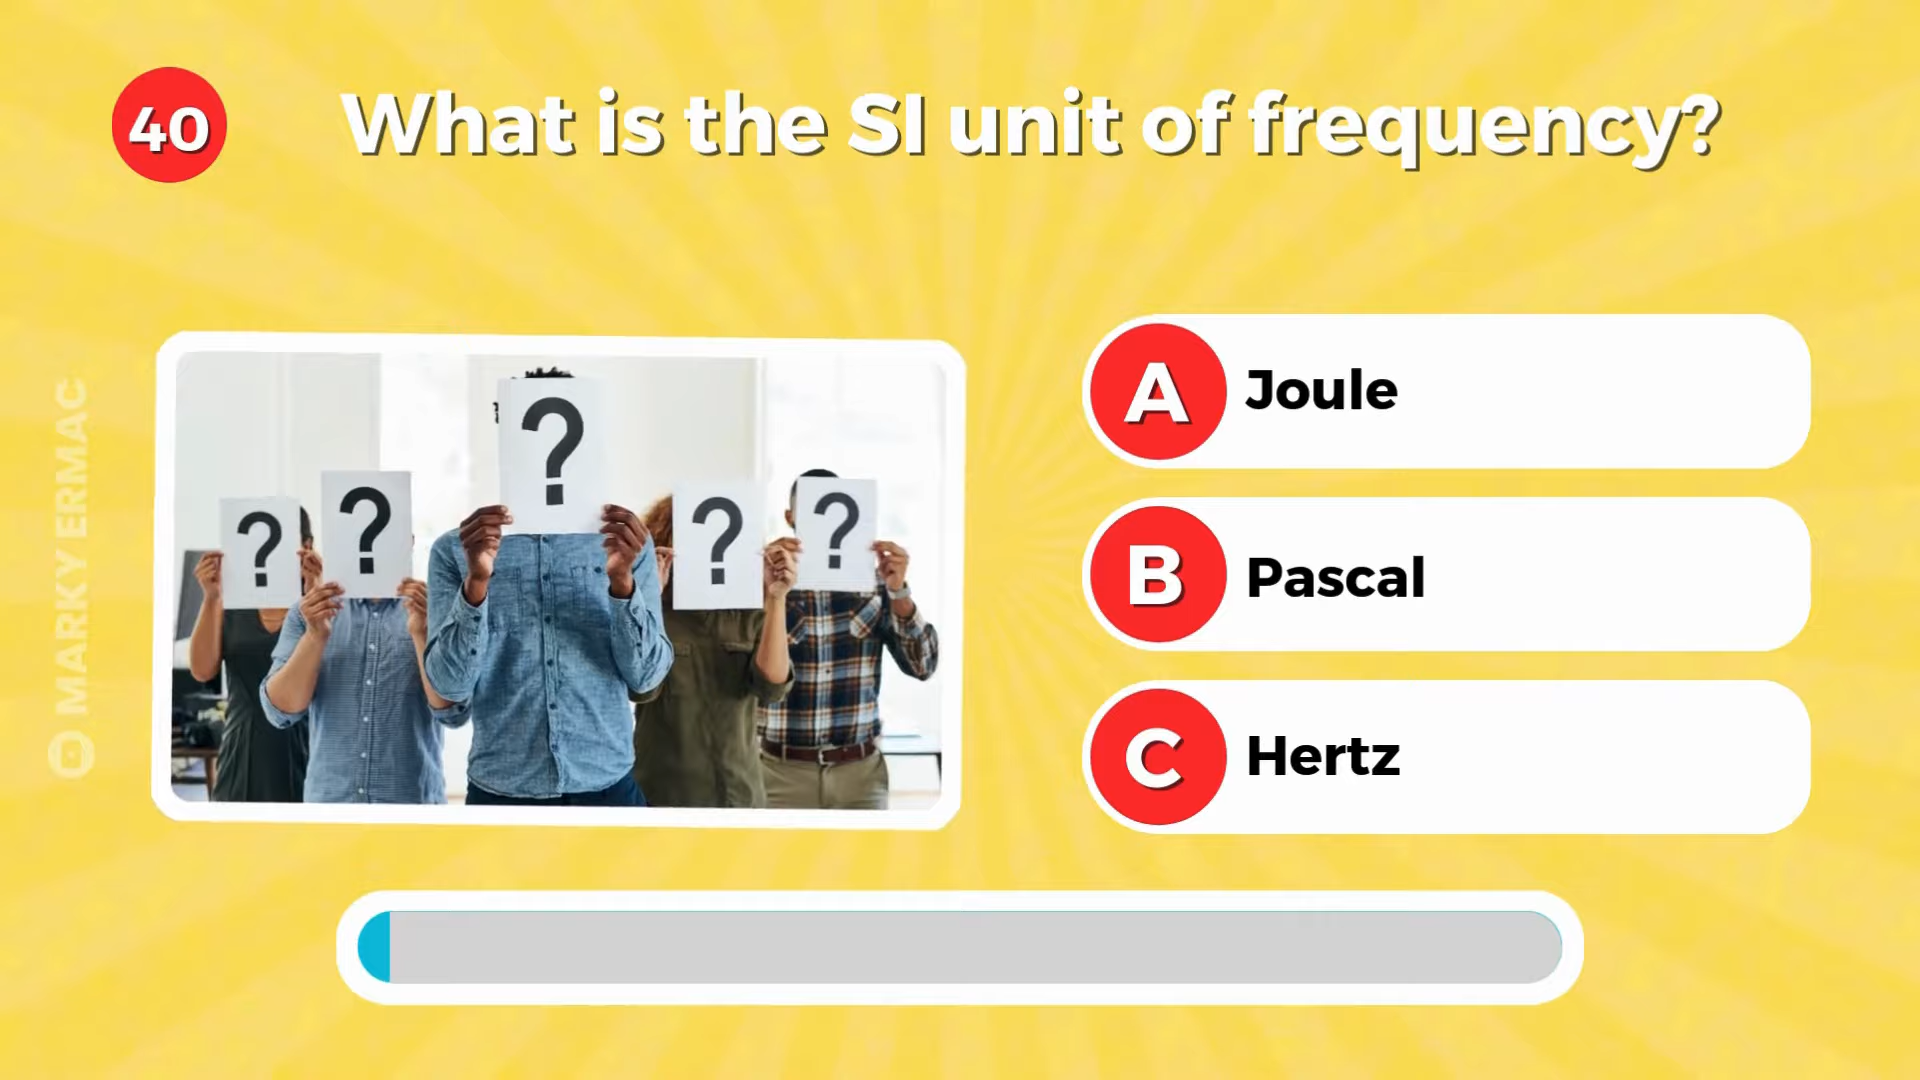 40
What is the SI unit of frequency?
MARKY ERMAC
?
?
?
?
?
A
Joule
B
Pascal
C
Hertz